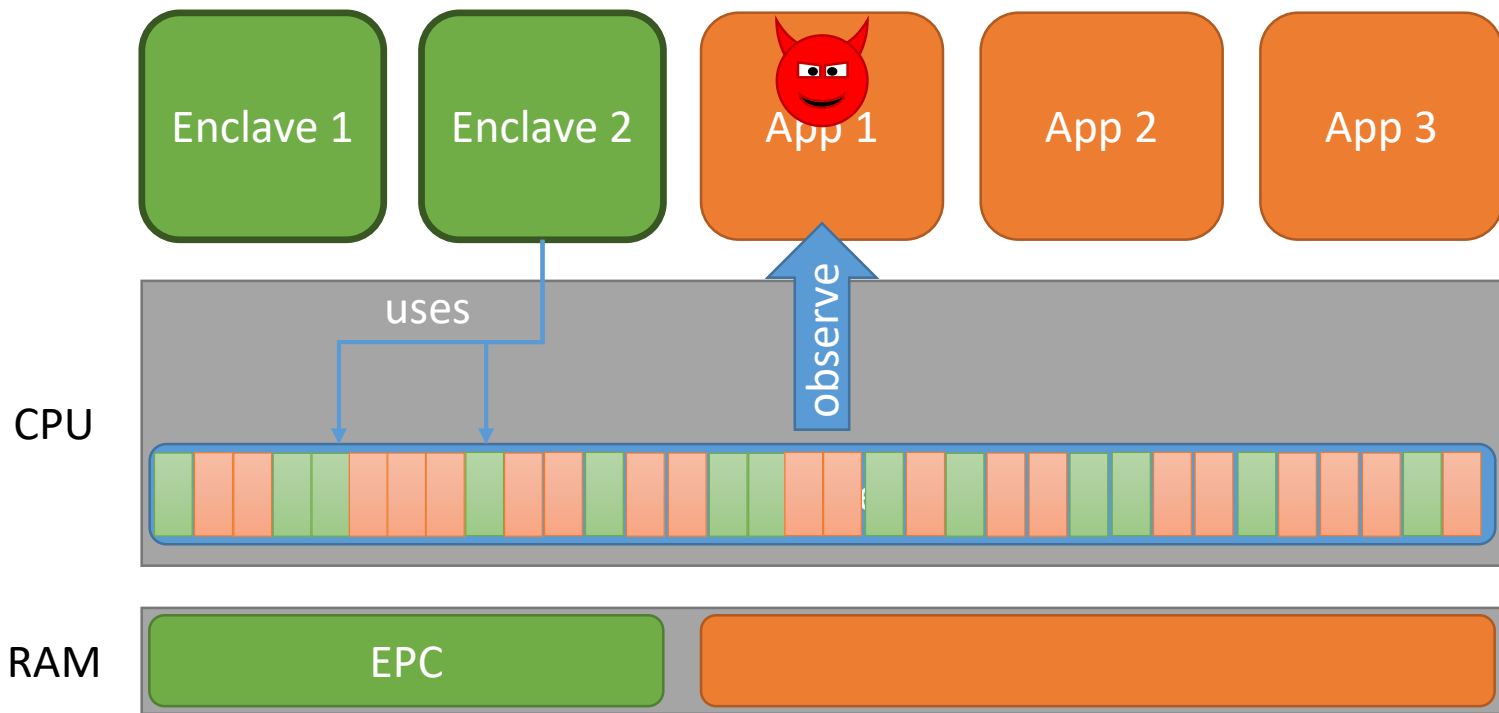 Enclave 1
Enclave 2
App 1
App 2
App 3
uses
observe
CPU
RAM
EPC